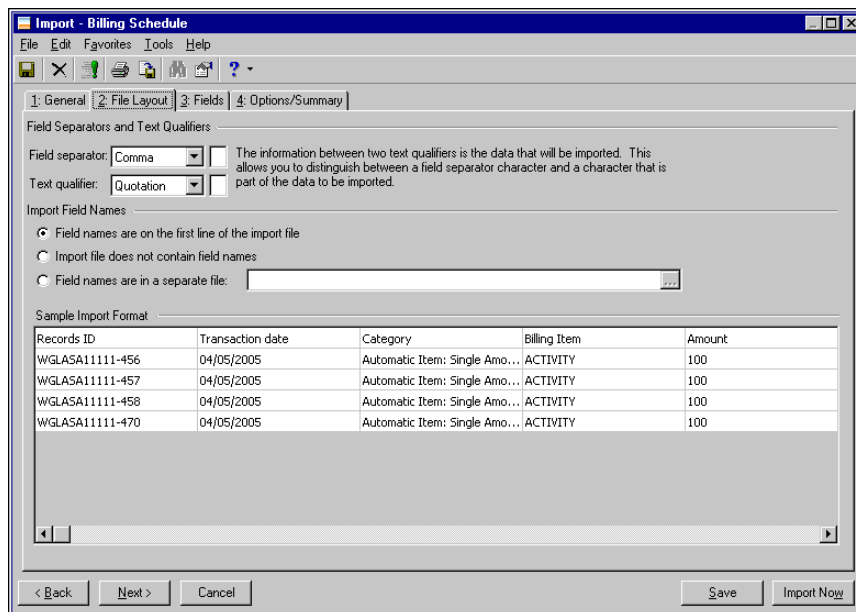 Import - Billing Schedule
File Edit Favorites Tools Help
1: General 2: File Layout 3: Fields 4: Options/Summary
Field Separators and Text Qualifiers
Field separator: Comma
The information between two text qualifiers is the data that will be imported. This
allows you to distinguish between a field separator character and a character that is
Text qualifier: Quotation
part of the data to be imported.
Import Field Names
Field names are on the first line of the import file
Import file does not contain field names
Field names are in a separate file: ...
Sample Import Format
Records ID Transaction date Category Billing Item Amount
WGLASA11111-456 04/05/2005 Automatic Item: Single Amo... ACTIVITY 100
WGLASA11111-457 04/05/2005 Automatic Item: Single Amo... ACTIVITY 100
WGLASA11111-458 04/05/2005 Automatic Item: Single Amo... ACTIVITY 100
WGLASA11111-470 04/05/2005 Automatic Item: Single Amo... ACTIVITY 100
< Back Next > Cancel Save Import Now